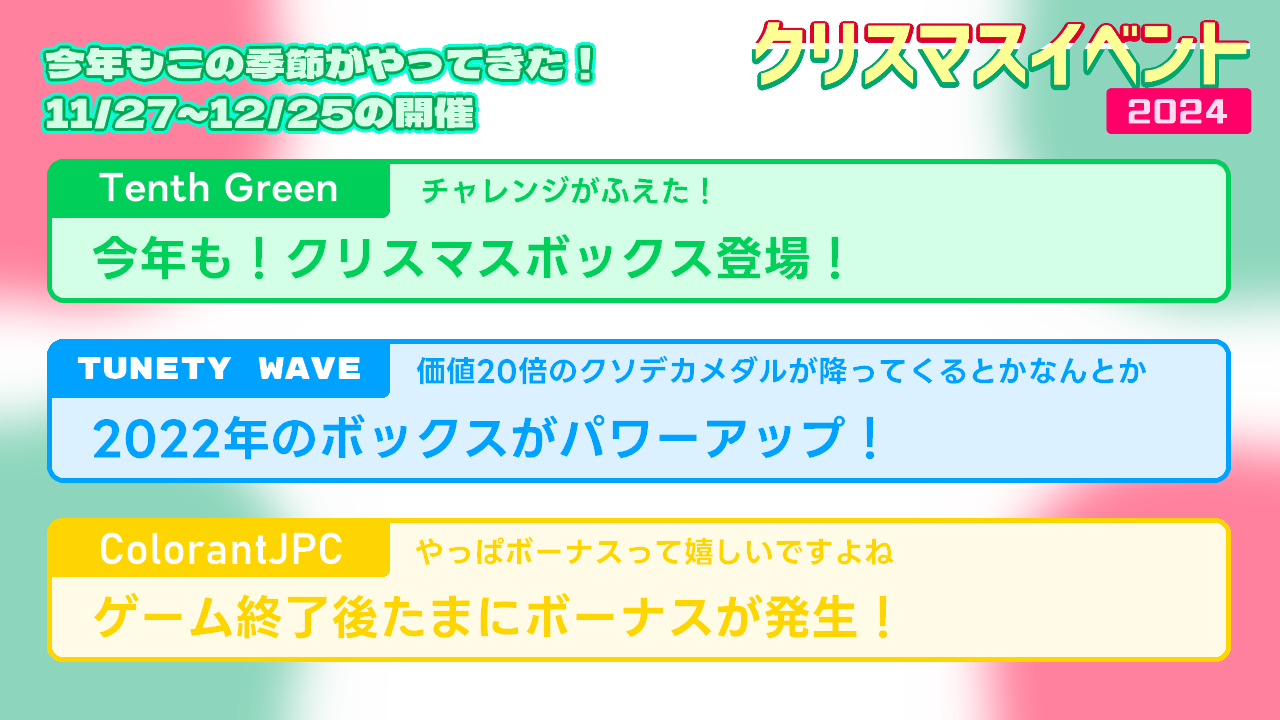 今年もこの季節がやってきた！
11/27~12/25の開催
クリスマスイベント
2024
Tenth Green
チャレンジがふえた！
今年も！クリスマスボックス登場！
TUNETY WAVE
価値20倍のクソデカメダルが降ってくるとかなんとか
2022年のボックスがパワーアップ！
ColorantJPC
やっぱボーナスって嬉しいですよね
ゲーム終了後たまにボーナスが発生！